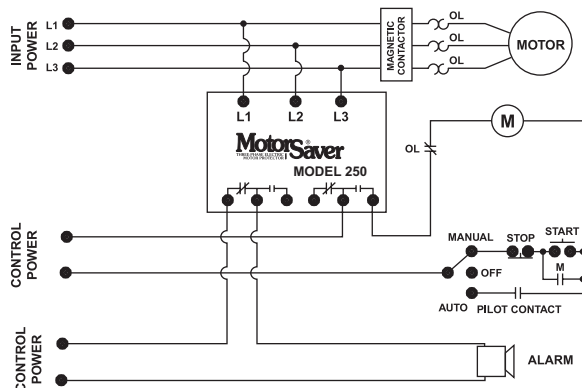 INPUT POWER
L1
L2
L3
MAGNETIC CONTACTOR
OL
OL
OL
MOTOR
L1 L2 L3
MotorSaver
THREE-PHASE ELECTRIC
MOTOR PROTECTOR
MODEL 250
OL
M
CONTROL POWER
MANUAL
STOP
START
M
OFF
AUTO
PILOT CONTACT
CONTROL POWER
ALARM